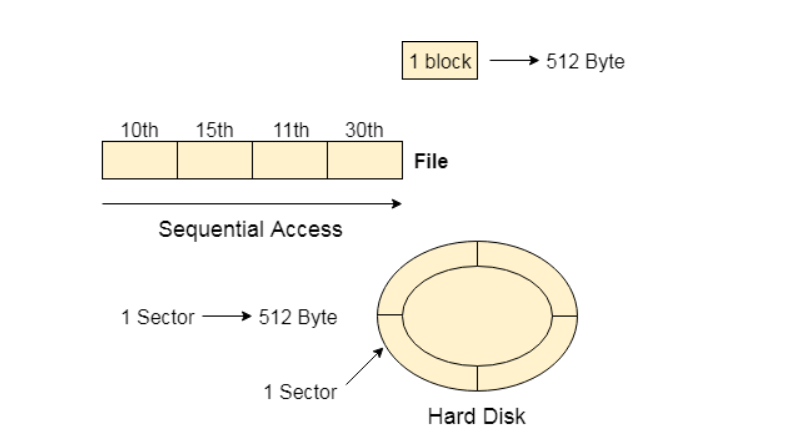 1 block 512 Byte
10th 15th 11th 30th
File
Sequential Access
1 Sector 512 Byte
1 Sector
Hard Disk